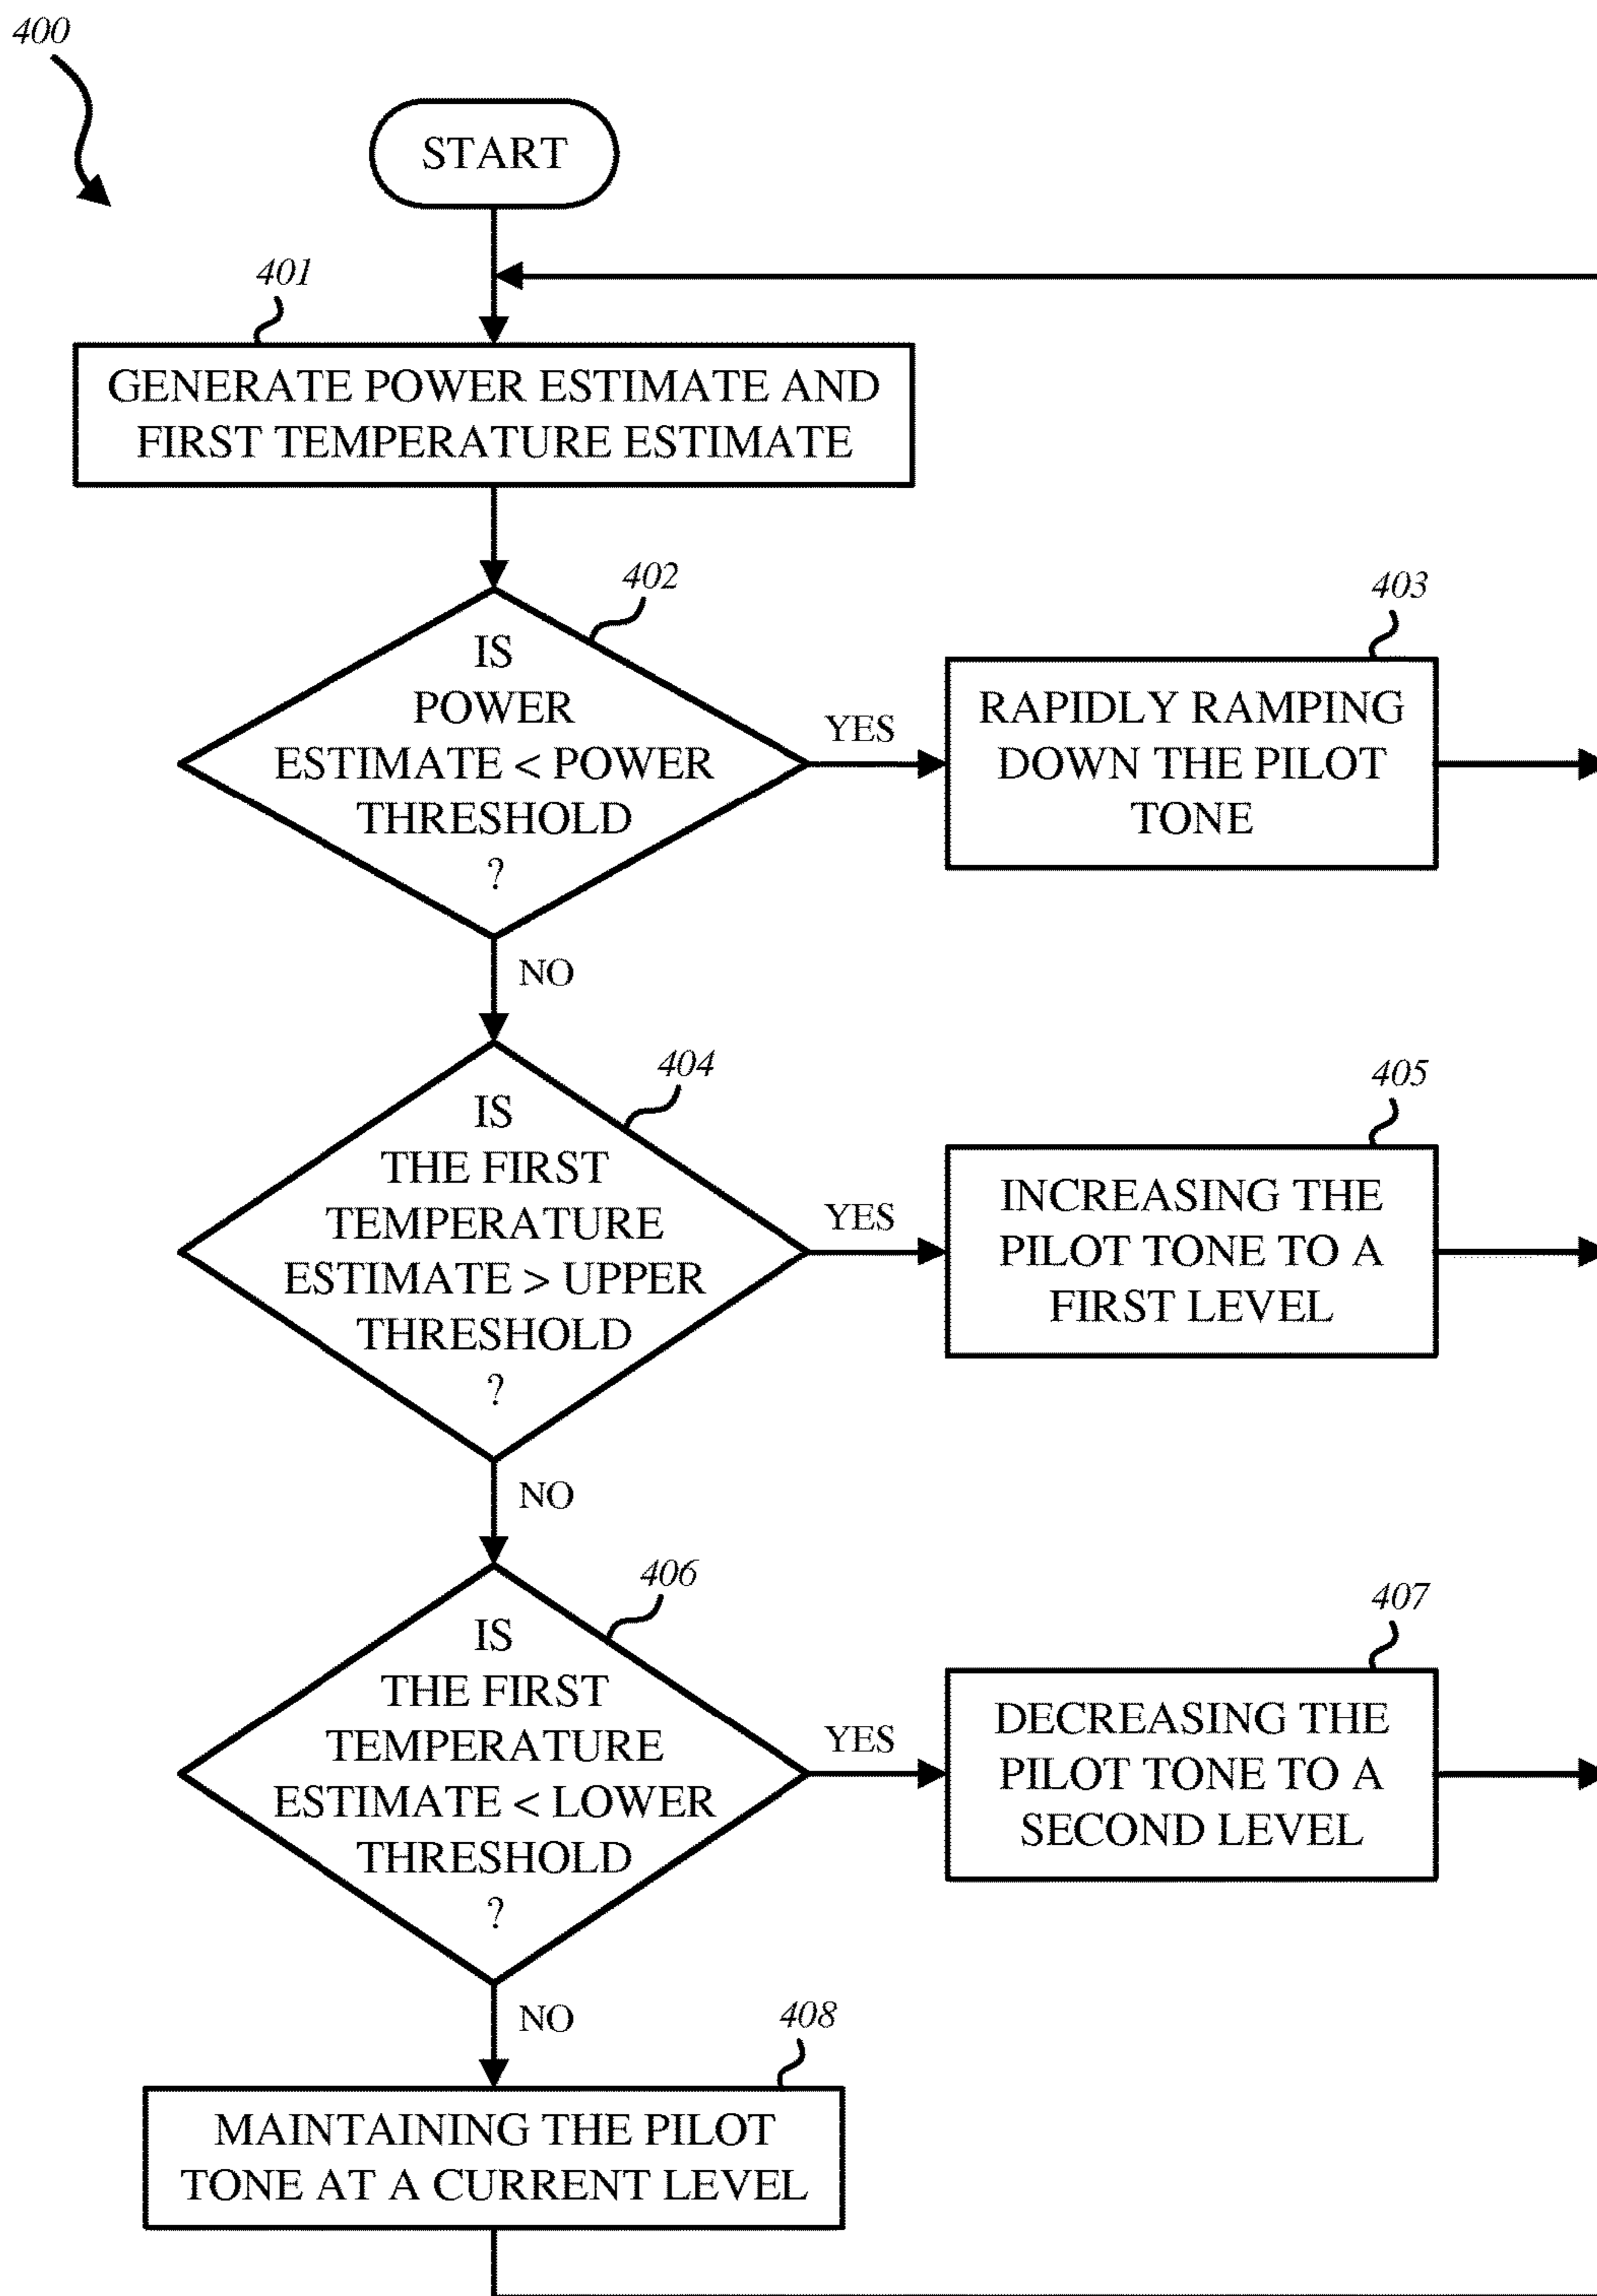 400
START
401
GENERATE POWER ESTIMATE AND
FIRST TEMPERATURE ESTIMATE
402
IS
POWER
ESTIMATE < POWER
THRESHOLD
?
YES
403
RAPIDLY RAMPING
DOWN THE PILOT
TONE
NO
404
IS
THE FIRST
TEMPERATURE
ESTIMATE > UPPER
THRESHOLD
?
YES
405
INCREASING THE
PILOT TONE TO A
FIRST LEVEL
NO
406
IS
THE FIRST
TEMPERATURE
ESTIMATE < LOWER
THRESHOLD
?
YES
407
DECREASING THE
PILOT TONE TO A
SECOND LEVEL
NO
408
MAINTAINING THE PILOT
TONE AT A CURRENT LEVEL